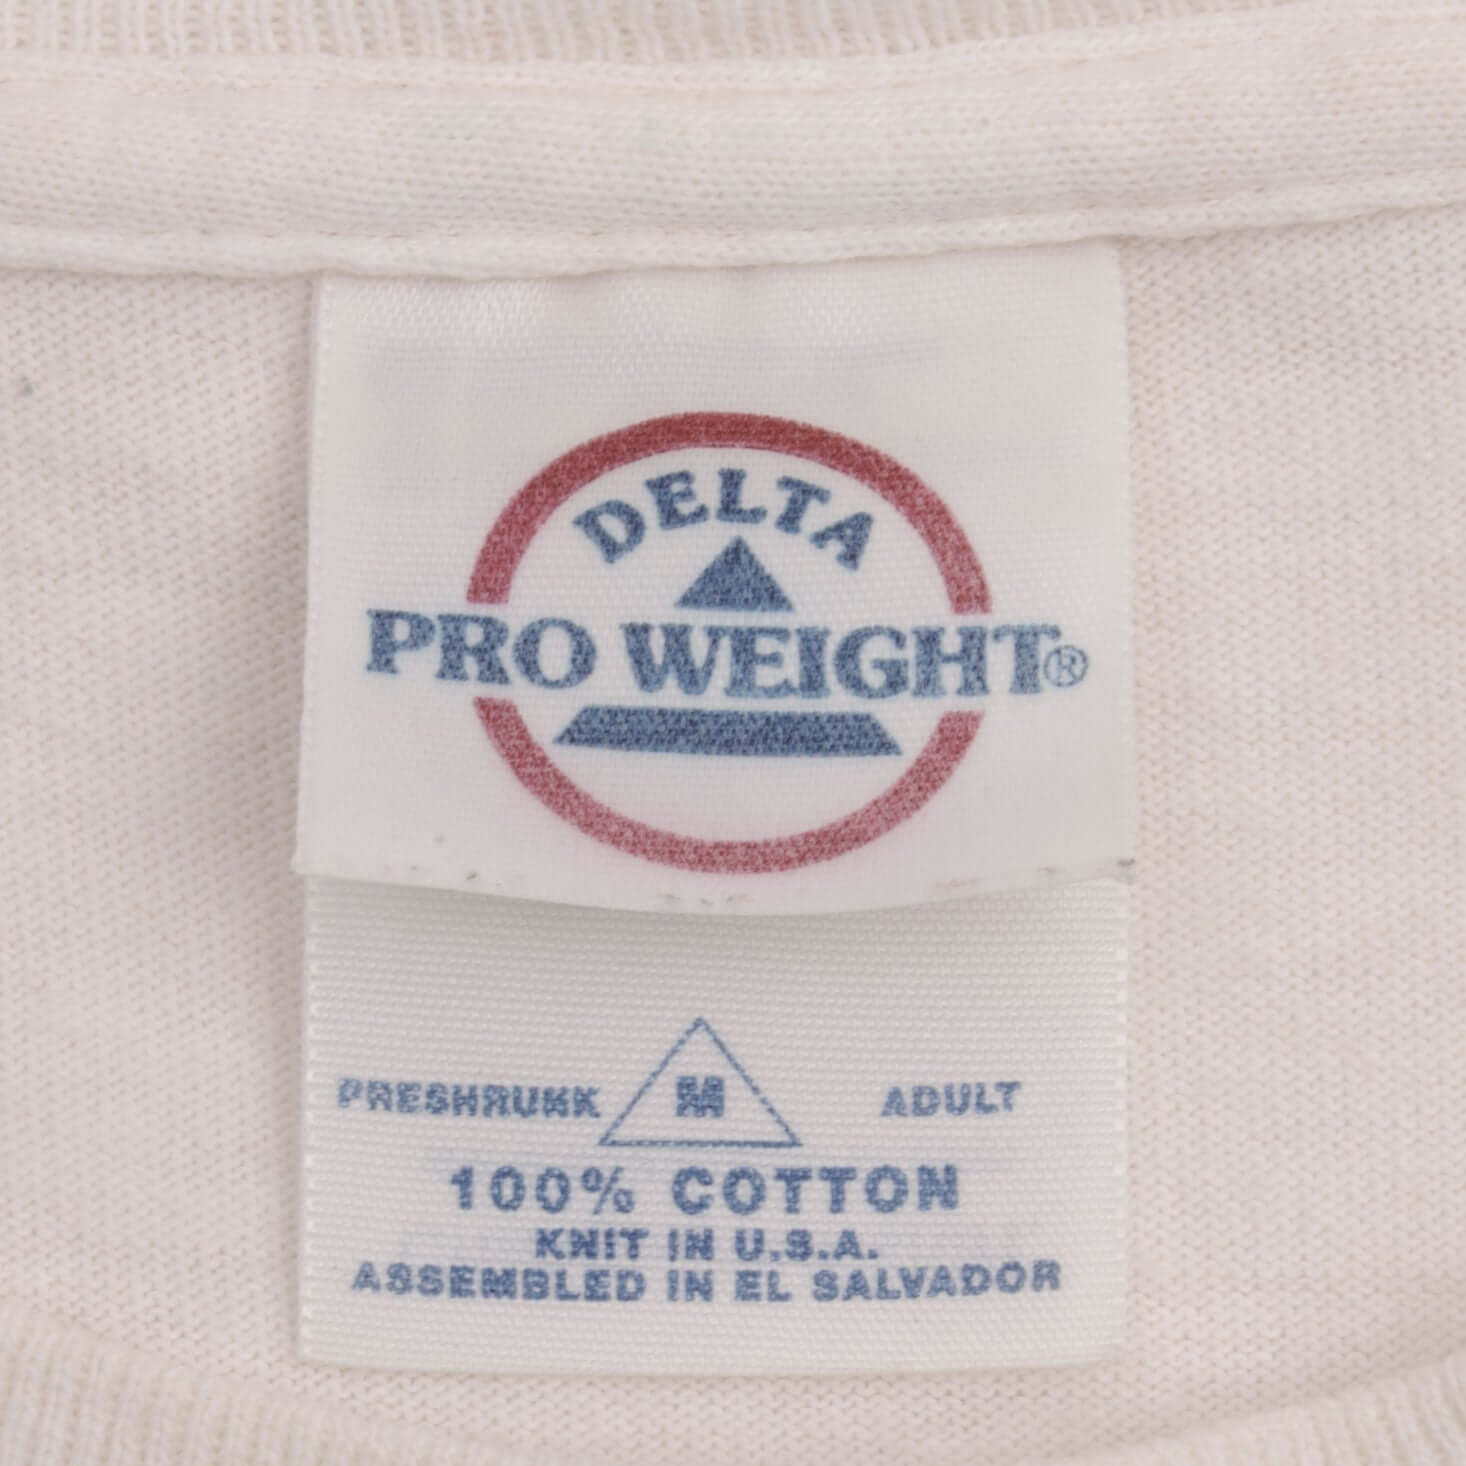 DELTA
PRO WEIGHT®
PRESHRUNK M ADULT
100% COTTON
KNIT IN U.S.A.
ASSEMBLED IN EL SALVADOR